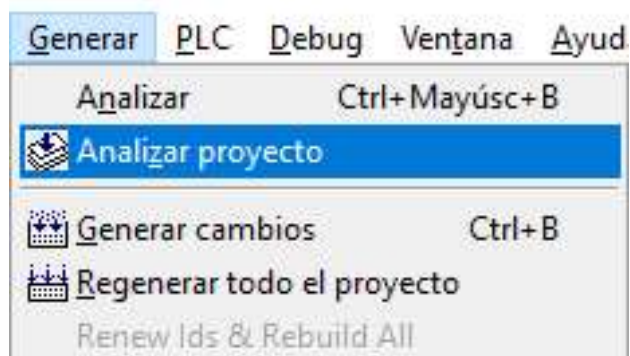 Generar PLC Debug Ventana Ayud
Analizar Ctrl+Mayúsc+B
Analizar proyecto
Generar cambios Ctrl+B
Regenerar todo el proyecto
Renew Ids & Rebuild All